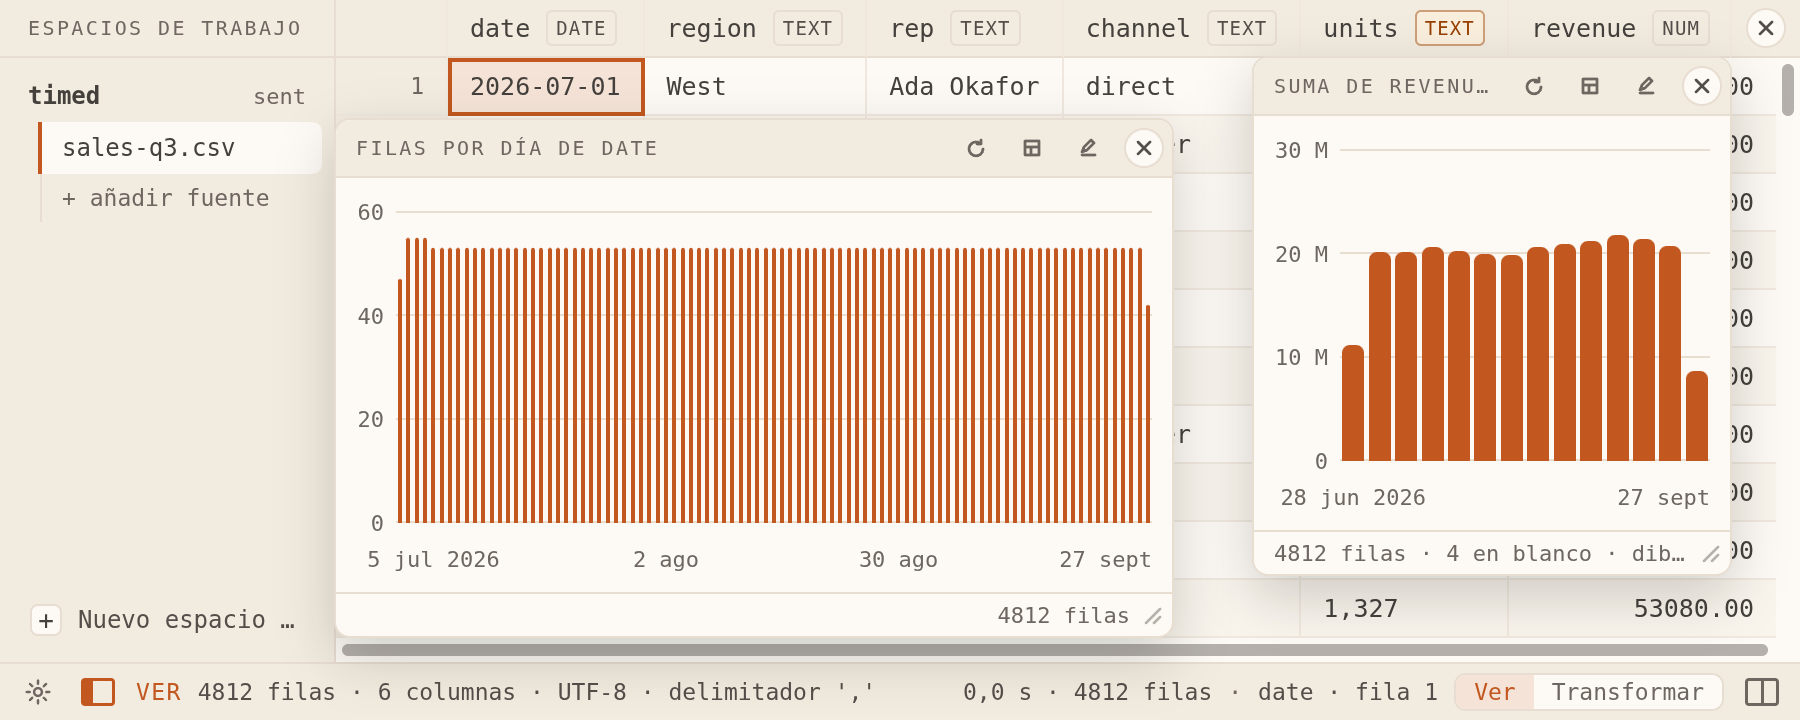 ESPACIOS DE TRABAJO
date DATE region TEXT rep TEXT channel TEXT units TEXT revenue NUM
timed sent
sales-q3.csv
+ añadir fuente
+ Nuevo espacio …
1 2026-07-01 West Ada Okafor direct
FILAS POR DÍA DE DATE
60
40
20
0
5 jul 2026 2 ago 30 ago 27 sept
4812 filas
SUMA DE REVENU…
30 M
20 M
10 M
0
28 jun 2026 27 sept
4812 filas · 4 en blanco · dib…
1,327 53080.00
VER 4812 filas · 6 columnas · UTF-8 · delimitador ',' 0,0 s · 4812 filas · date · fila 1 Ver Transformar